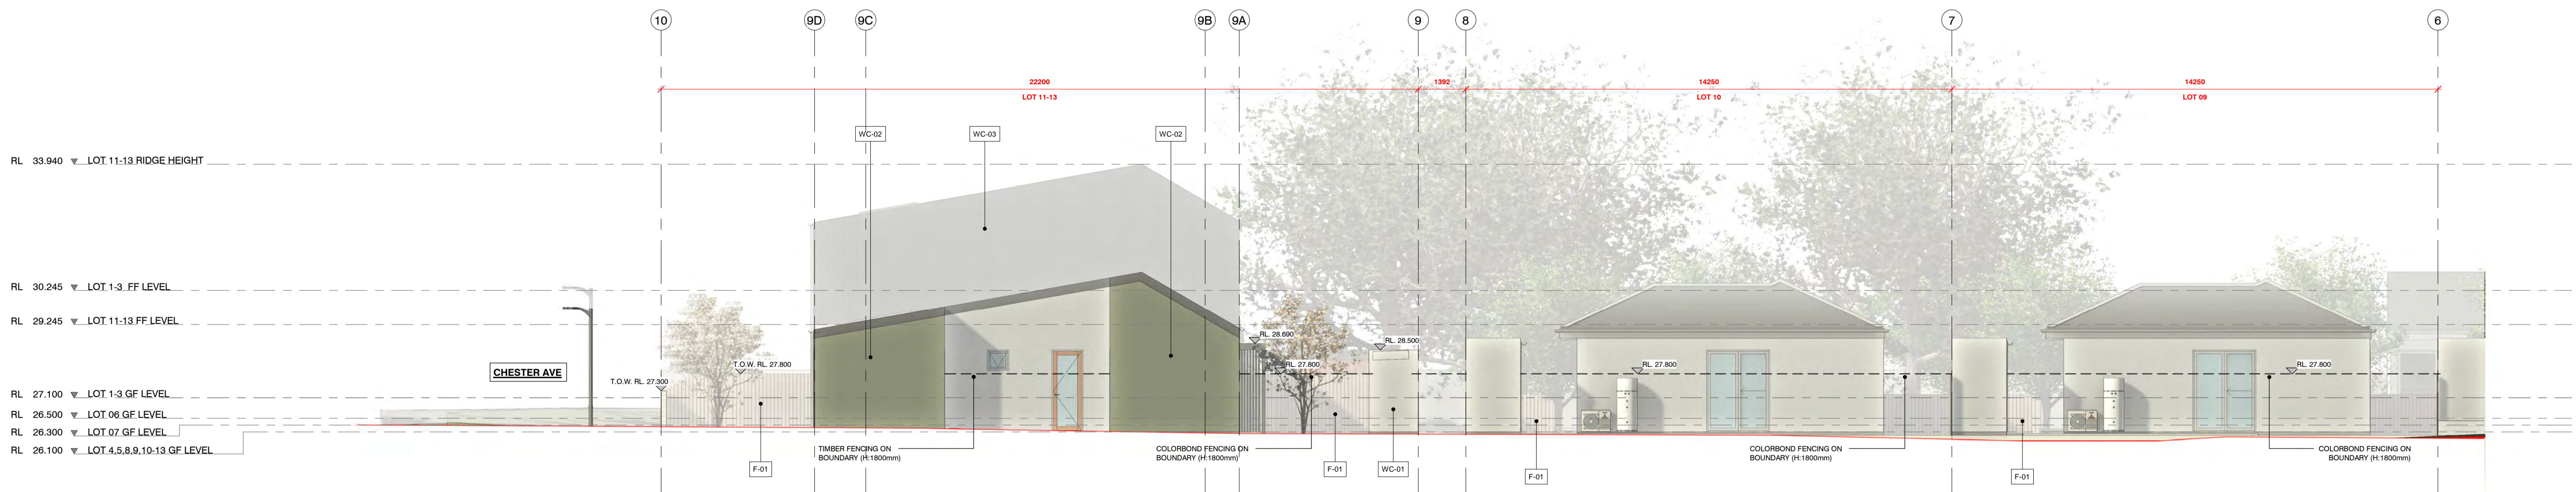 10 9D 9C 9B 9A 9 8 7 6
22200 1392 14250 14250
LOT 11-13 LOT 10 LOT 09
WC-02 WC-03 WC-02
RL 33.940 LOT 11-13 RIDGE HEIGHT
RL 30.245 LOT 1-3 FF LEVEL
RL 29.245 LOT 11-13 FF LEVEL
RL. 28.690
RL. 28.500
T.O.W. RL. 27.800 RL. 27.800 RL. 27.800 RL. 27.800
CHESTER AVE
T.O.W. RL. 27.300
RL 27.100 LOT 1-3 GF LEVEL
RL 26.500 LOT 06 GF LEVEL
RL 26.300 LOT 07 GF LEVEL
RL 26.100 LOT 4,5,8,9,10-13 GF LEVEL
TIMBER FENCING ON
BOUNDARY (H:1800mm)
COLORBOND FENCING ON
BOUNDARY (H:1800mm)
COLORBOND FENCING ON
BOUNDARY (H:1800mm)
COLORBOND FENCING ON
BOUNDARY (H:1800mm)
F-01 F-01 WC-01 F-01 F-01